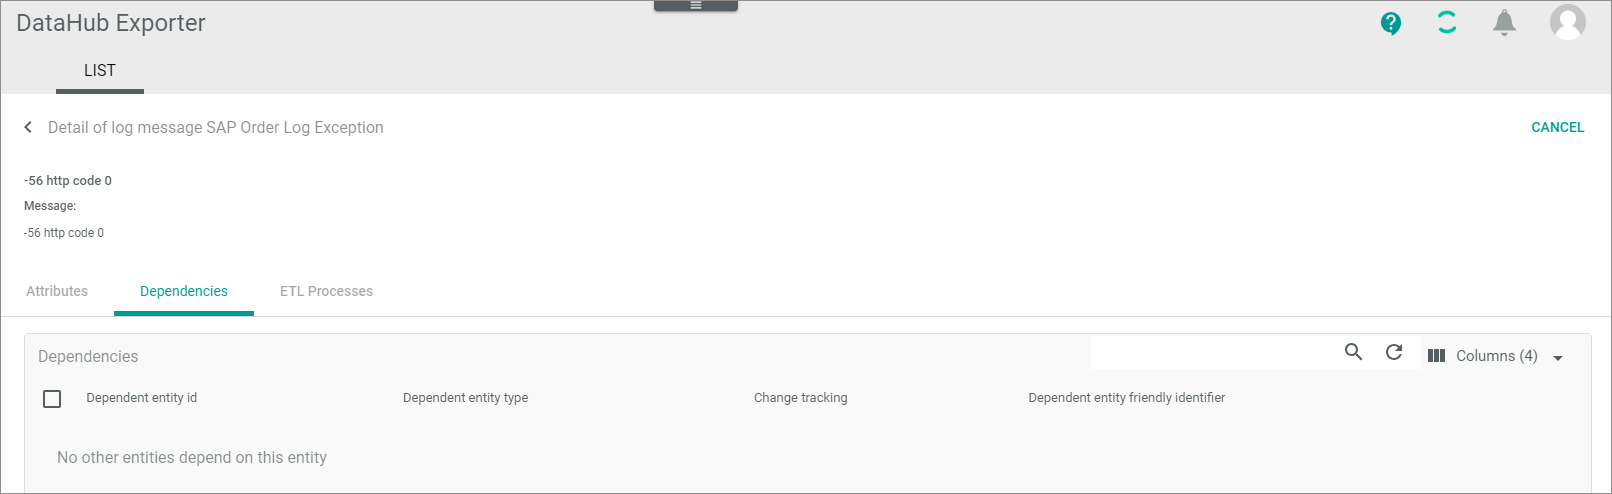 DataHub Exporter
LIST
Detail of log message SAP Order Log Exception
CANCEL
-56 http code 0
Message:
-56 http code 0
Attributes
Dependencies
ETL Processes
Dependencies
Columns (4)
Dependent entity id
Dependent entity type
Change tracking
Dependent entity friendly identifier
No other entities depend on this entity